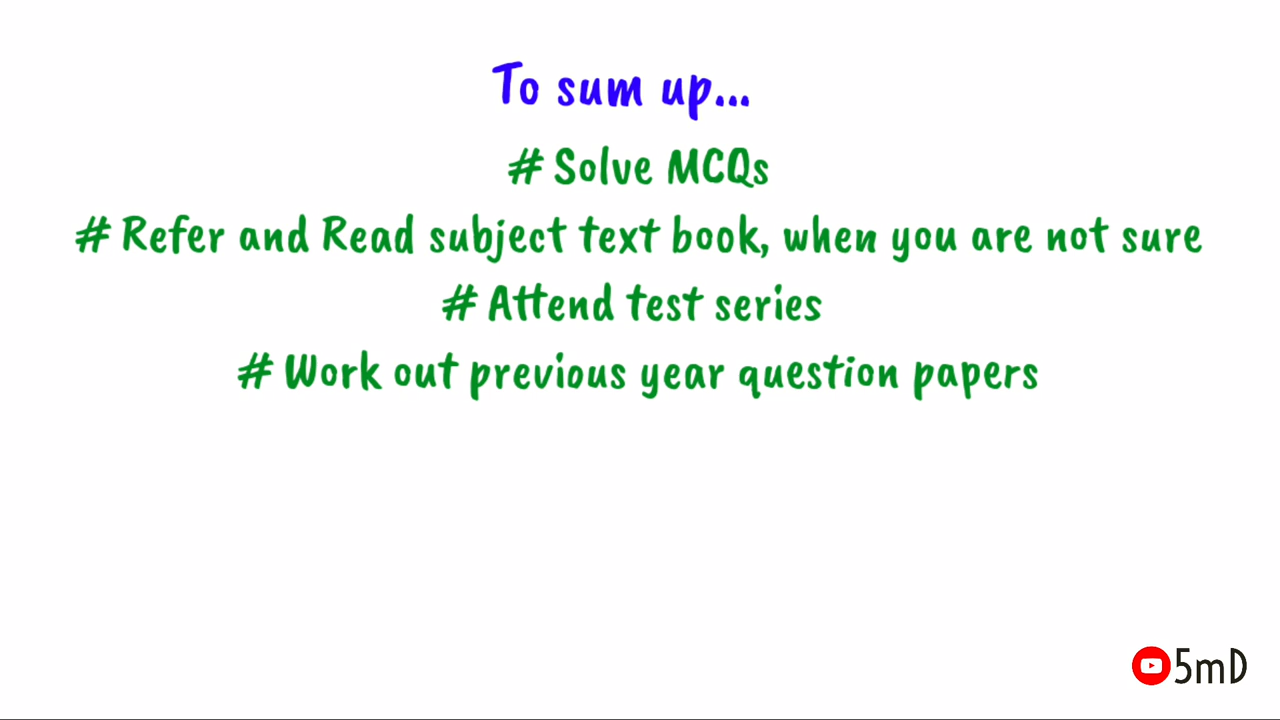 To sum up...
# Solve MCQs
# Refer and Read subject text book, when you are not sure
# Attend test series
# Work out previous year question papers
5mD